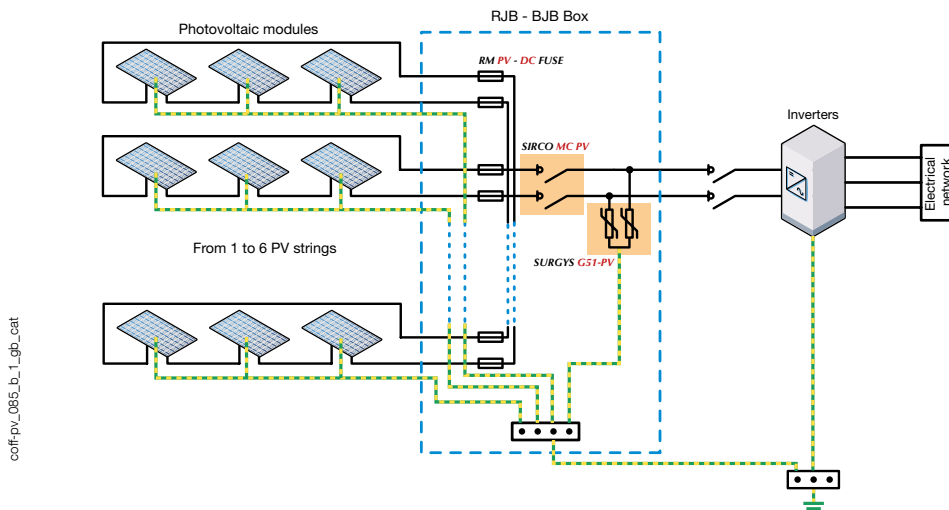 RJB - BJB Box
Photovoltaic modules
RM PV - DC FUSE
Inverters
SIRCO MC PV
Electrical
network
From 1 to 6 PV strings
SURGYS G51-PV
coff-pv_085_b_1_gb_cat